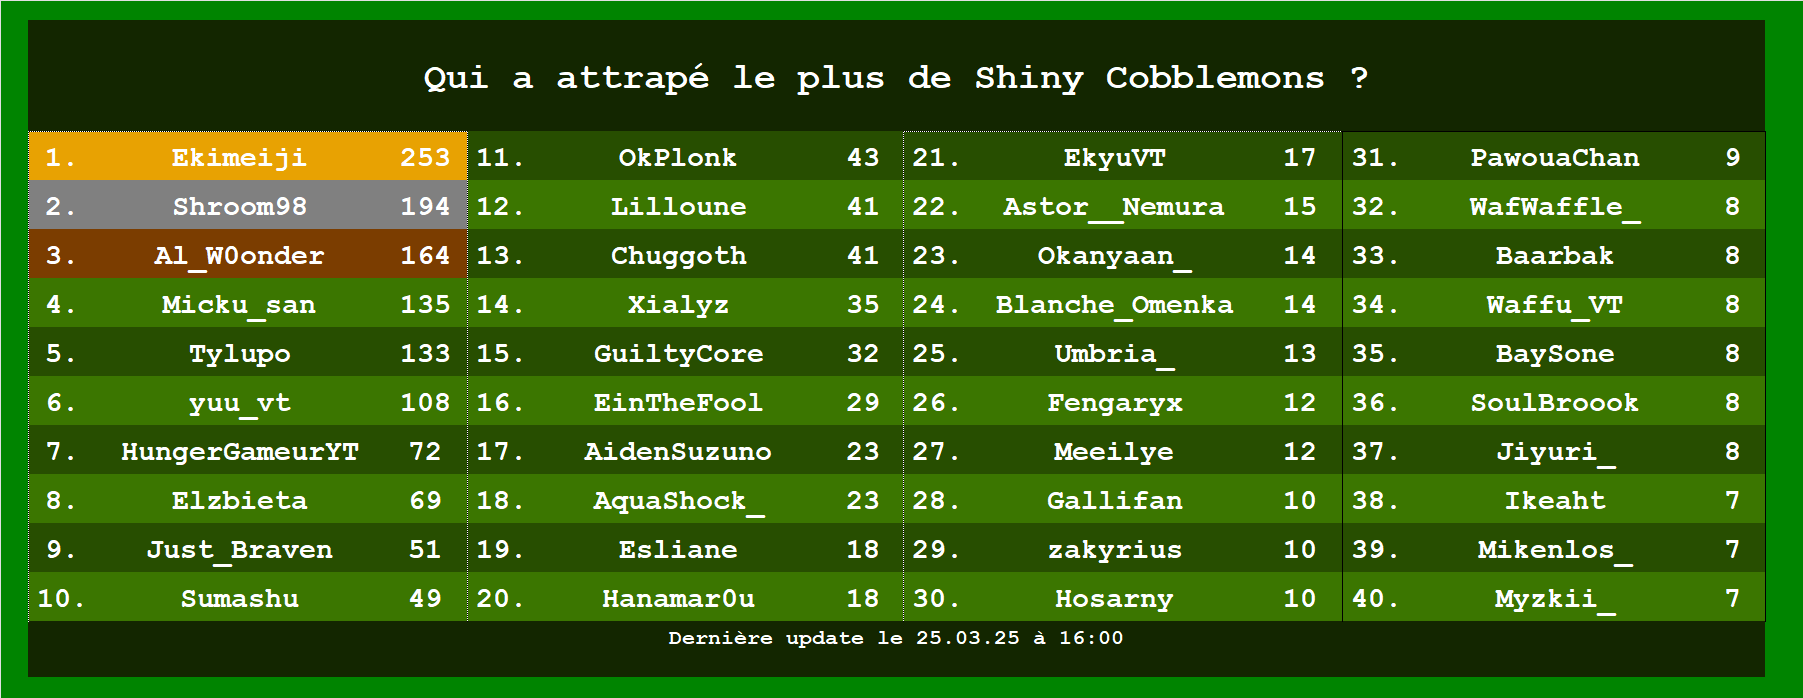 Qui a attrapé le plus de Shiny Cobblemons ?
1. Ekimeiji 253 11. OkPlonk 43 21. EkyuVT 17 31. PawouaChan 9
2. Shroom98 194 12. Lilloune 41 22. Astor__Nemura 15 32. WafWaffle_ 8
3. Al_W0onder 164 13. Chuggoth 41 23. Okanyaan_ 14 33. Baarbak 8
4. Micku_san 135 14. Xialyz 35 24. Blanche_Omenka 14 34. Waffu_VT 8
5. Tylupo 133 15. GuiltyCore 32 25. Umbria_ 13 35. BaySone 8
6. yuu_vt 108 16. EinTheFool 29 26. Fengaryx 12 36. SoulBroook 8
7. HungerGameurYT 72 17. AidenSuzuno 23 27. Meeilye 12 37. Jiyuri_ 8
8. Elzbieta 69 18. AquaShock_ 23 28. Gallifan 10 38. Ikeaht 7
9. Just_Braven 51 19. Esliane 18 29. zakyrius 10 39. Mikenlos_ 7
10. Sumashu 49 20. Hanamar0u 18 30. Hosarny 10 40. Myzkii_ 7
Dernière update le 25.03.25 à 16:00